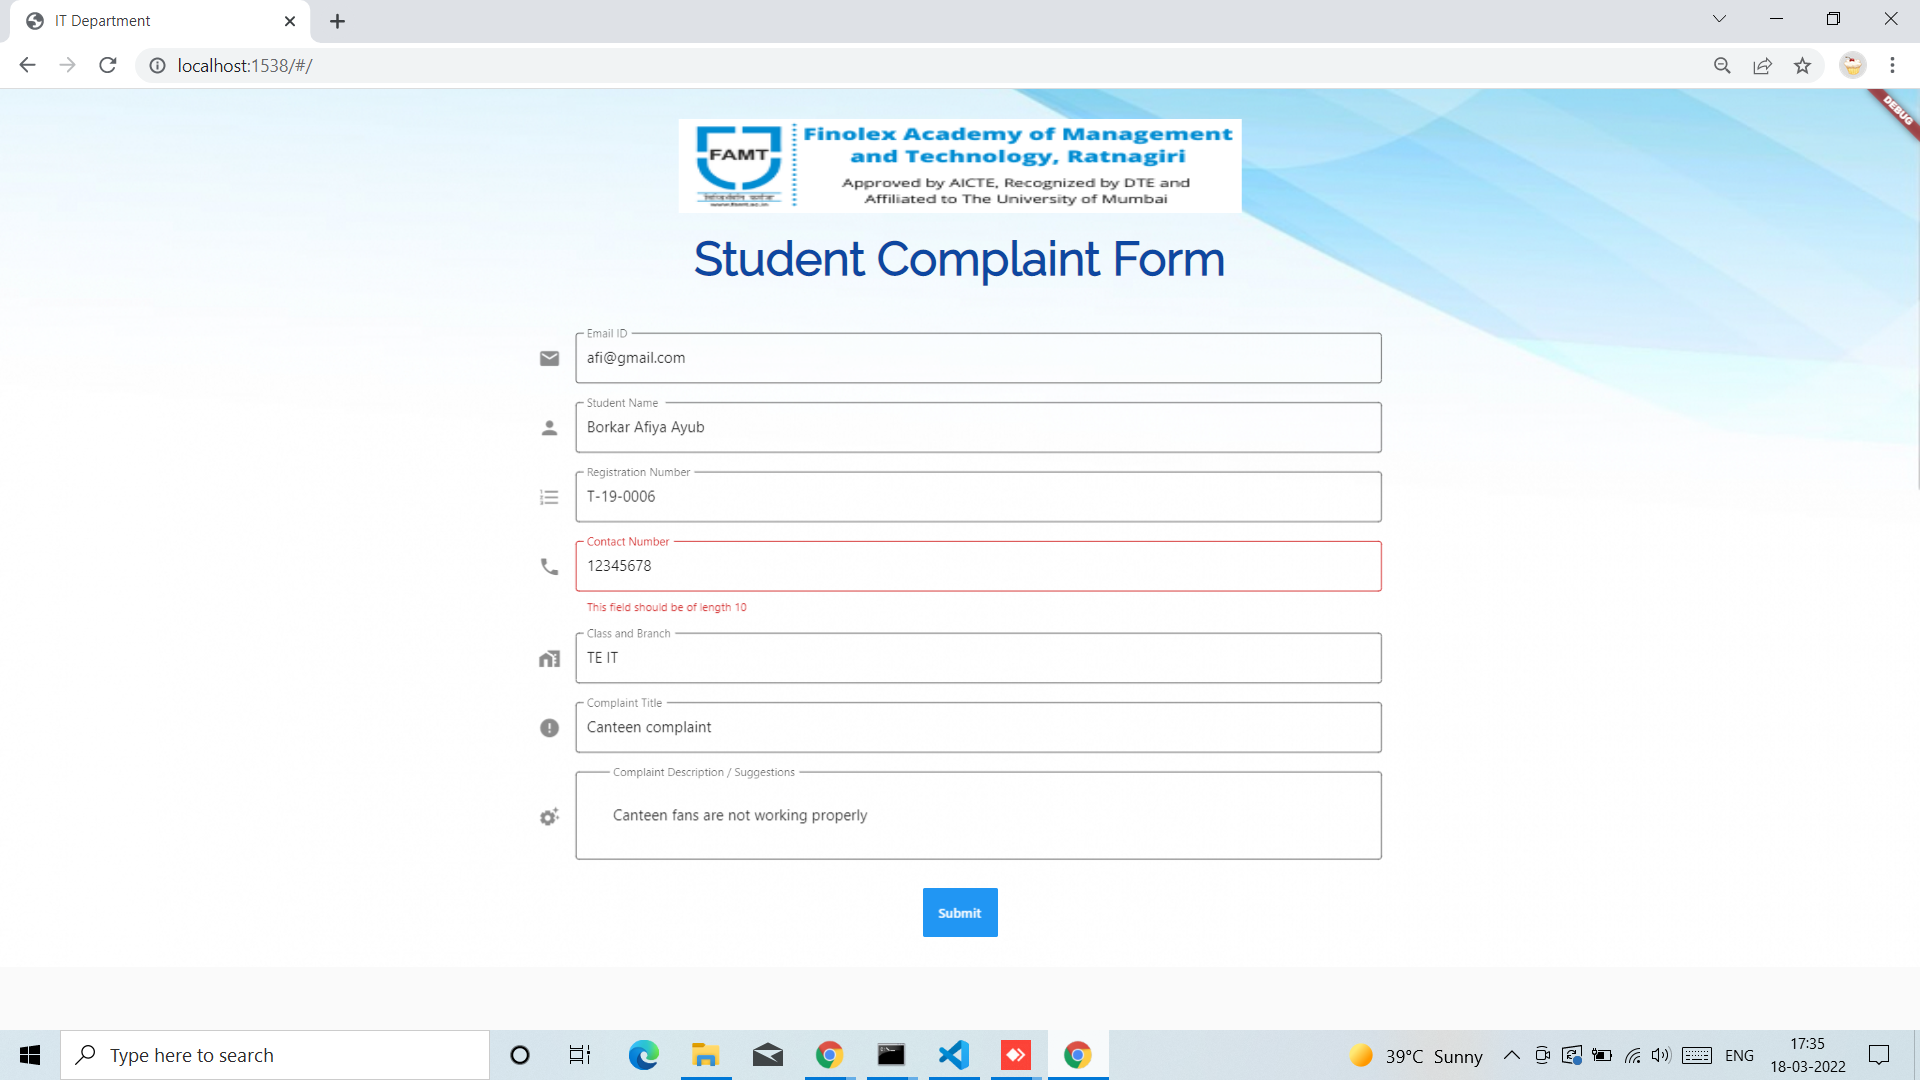 IT Department
localhost:1538/#/
DEBUG
FAMT
www.famt.ac.in
Finolex Academy of Management
and Technology, Ratnagiri
Approved by AICTE, Recognized by DTE and
Affiliated to The University of Mumbai
Student Complaint Form
Email ID
afi@gmail.com
Student Name
Borkar Afiya Ayub
Registration Number
T-19-0006
Contact Number
12345678
This field should be of length 10
Class and Branch
TE IT
Complaint Title
Canteen complaint
Complaint Description / Suggestions
Canteen fans are not working properly
Submit
Type here to search
39°C Sunny
ENG
17:35
18-03-2022